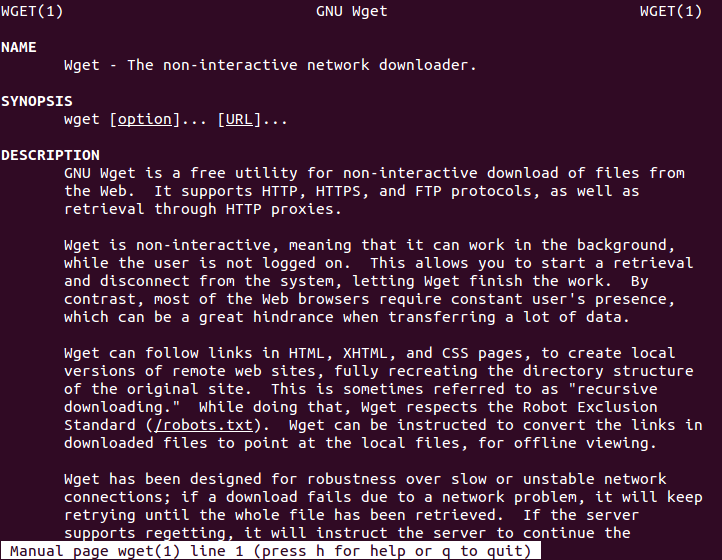 WGET(1) GNU Wget WGET(1)
NAME
Wget - The non-interactive network downloader.
SYNOPSIS
wget [option]... [URL]...
DESCRIPTION
GNU Wget is a free utility for non-interactive download of files from
the Web.  It supports HTTP, HTTPS, and FTP protocols, as well as
retrieval through HTTP proxies.
Wget is non-interactive, meaning that it can work in the background,
while the user is not logged on.  This allows you to start a retrieval
and disconnect from the system, letting Wget finish the work.  By
contrast, most of the Web browsers require constant user's presence,
which can be a great hindrance when transferring a lot of data.
Wget can follow links in HTML, XHTML, and CSS pages, to create local
versions of remote web sites, fully recreating the directory structure
of the original site.  This is sometimes referred to as "recursive
downloading."  While doing that, Wget respects the Robot Exclusion
Standard (/robots.txt).  Wget can be instructed to convert the links in
downloaded files to point at the local files, for offline viewing.
Wget has been designed for robustness over slow or unstable network
connections; if a download fails due to a network problem, it will keep
retrying until the whole file has been retrieved.  If the server
supports regetting, it will instruct the server to continue the
Manual page wget(1) line 1 (press h for help or q to quit)